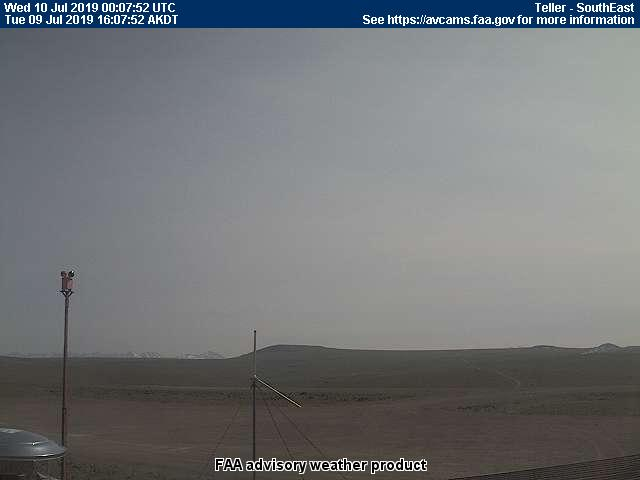 Wed 10 Jul 2019 00:07:52 UTC
Teller - SouthEast
Tue 09 Jul 2019 16:07:52 AKDT
See https://avcams.faa.gov for more information
FAA advisory weather product